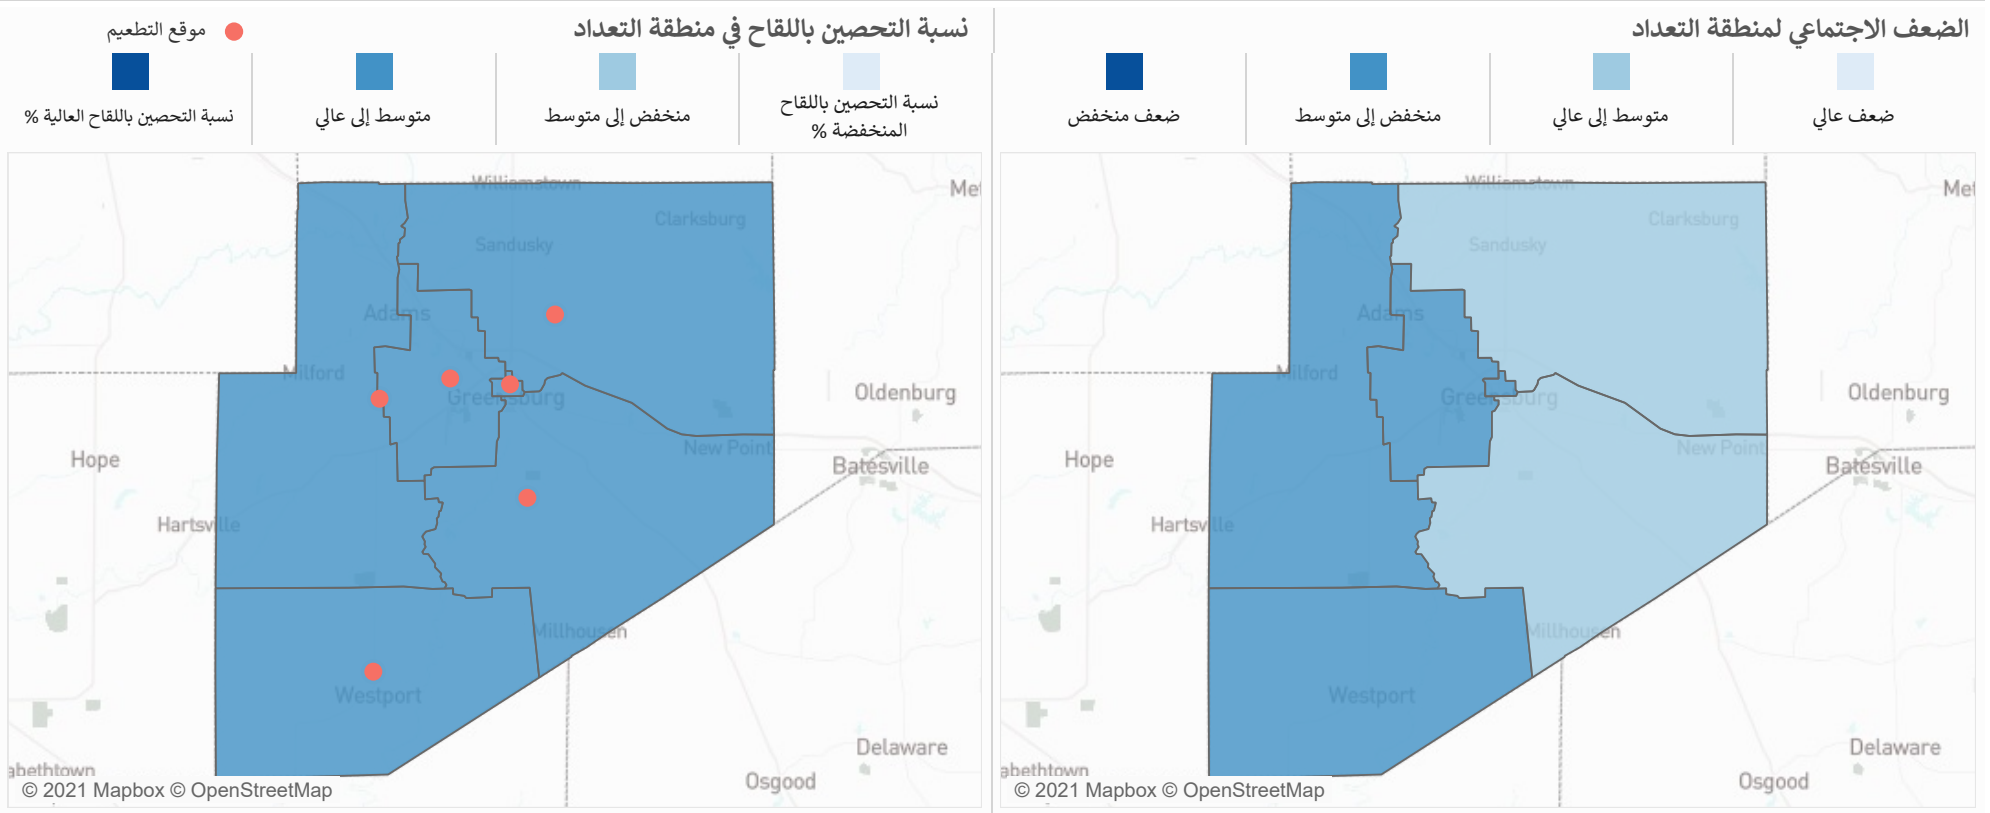 الضعف الاجتماعي لمنطقة التعداد
ضعف عالي
متوسط إلى عالي
منخفض إلى متوسط
ضعف منخفض
Williamstown
Clarksburg
Sandusky
Adams
Milford
Greensburg
Oldenburg
New Point
Hope
Batesville
Hartsville
Millhousen
Westport
Delaware
abethtown
Osgood
Met
© 2021 Mapbox © OpenStreetMap
نسبة التحصين باللقاح في منطقة التعداد
موقع التطعيم
نسبة التحصين باللقاح
المنخفضة %
منخفض إلى متوسط
متوسط إلى عالي
نسبة التحصين باللقاح العالية %
Williamstown
Met
Clarksburg
Sandusky
Adams
Milford
Greensburg
Oldenburg
New Point
Hope
Batesville
Hartsville
Millhousen
Westport
Delaware
abethtown
Osgood
© 2021 Mapbox © OpenStreetMap